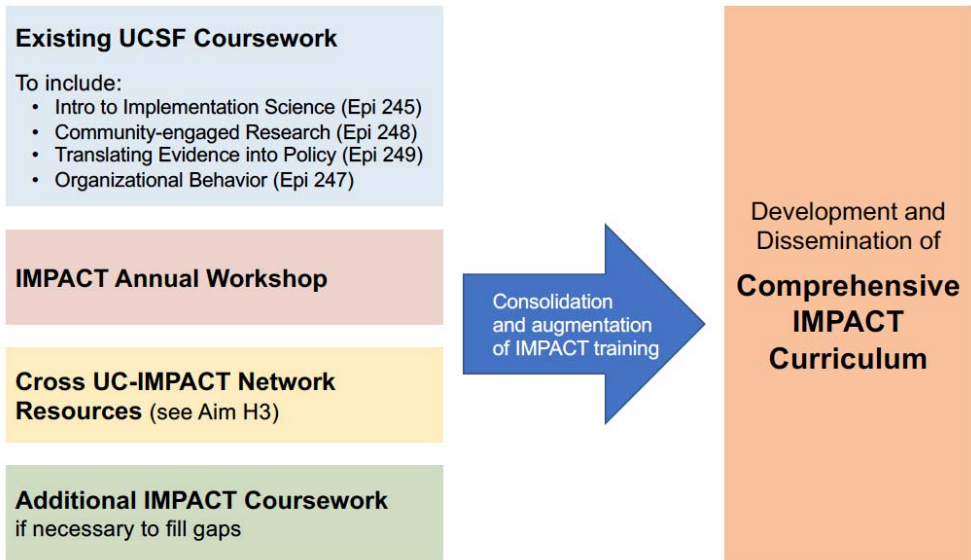 Existing UCSF Coursework
To include:
• Intro to Implementation Science (Epi 245)
• Community-engaged Research (Epi 248)
• Translating Evidence into Policy (Epi 249)
• Organizational Behavior (Epi 247)
IMPACT Annual Workshop
Cross UC-IMPACT Network
Resources (see Aim H3)
Additional IMPACT Coursework
if necessary to fill gaps
Consolidation
and augmentation
of IMPACT training
Development and
Dissemination of
Comprehensive
IMPACT
Curriculum